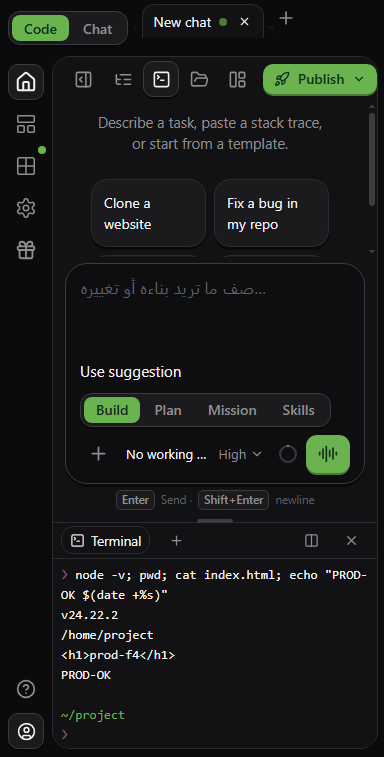 Code
Chat
New chat
Publish
Describe a task, paste a stack trace,
or start from a template.
Clone a
website
Fix a bug in
my repo
صف ما تريد بناءه أو تغييره...
Use suggestion
Build
Plan
Mission
Skills
No working ...
High
Enter Send · Shift+Enter newline
Terminal
❯ node -v; pwd; cat index.html; echo "PROD-
OK $(date +%s)"
v24.22.2
/home/project
<h1>prod-f4</h1>
PROD-OK
~/project
❯